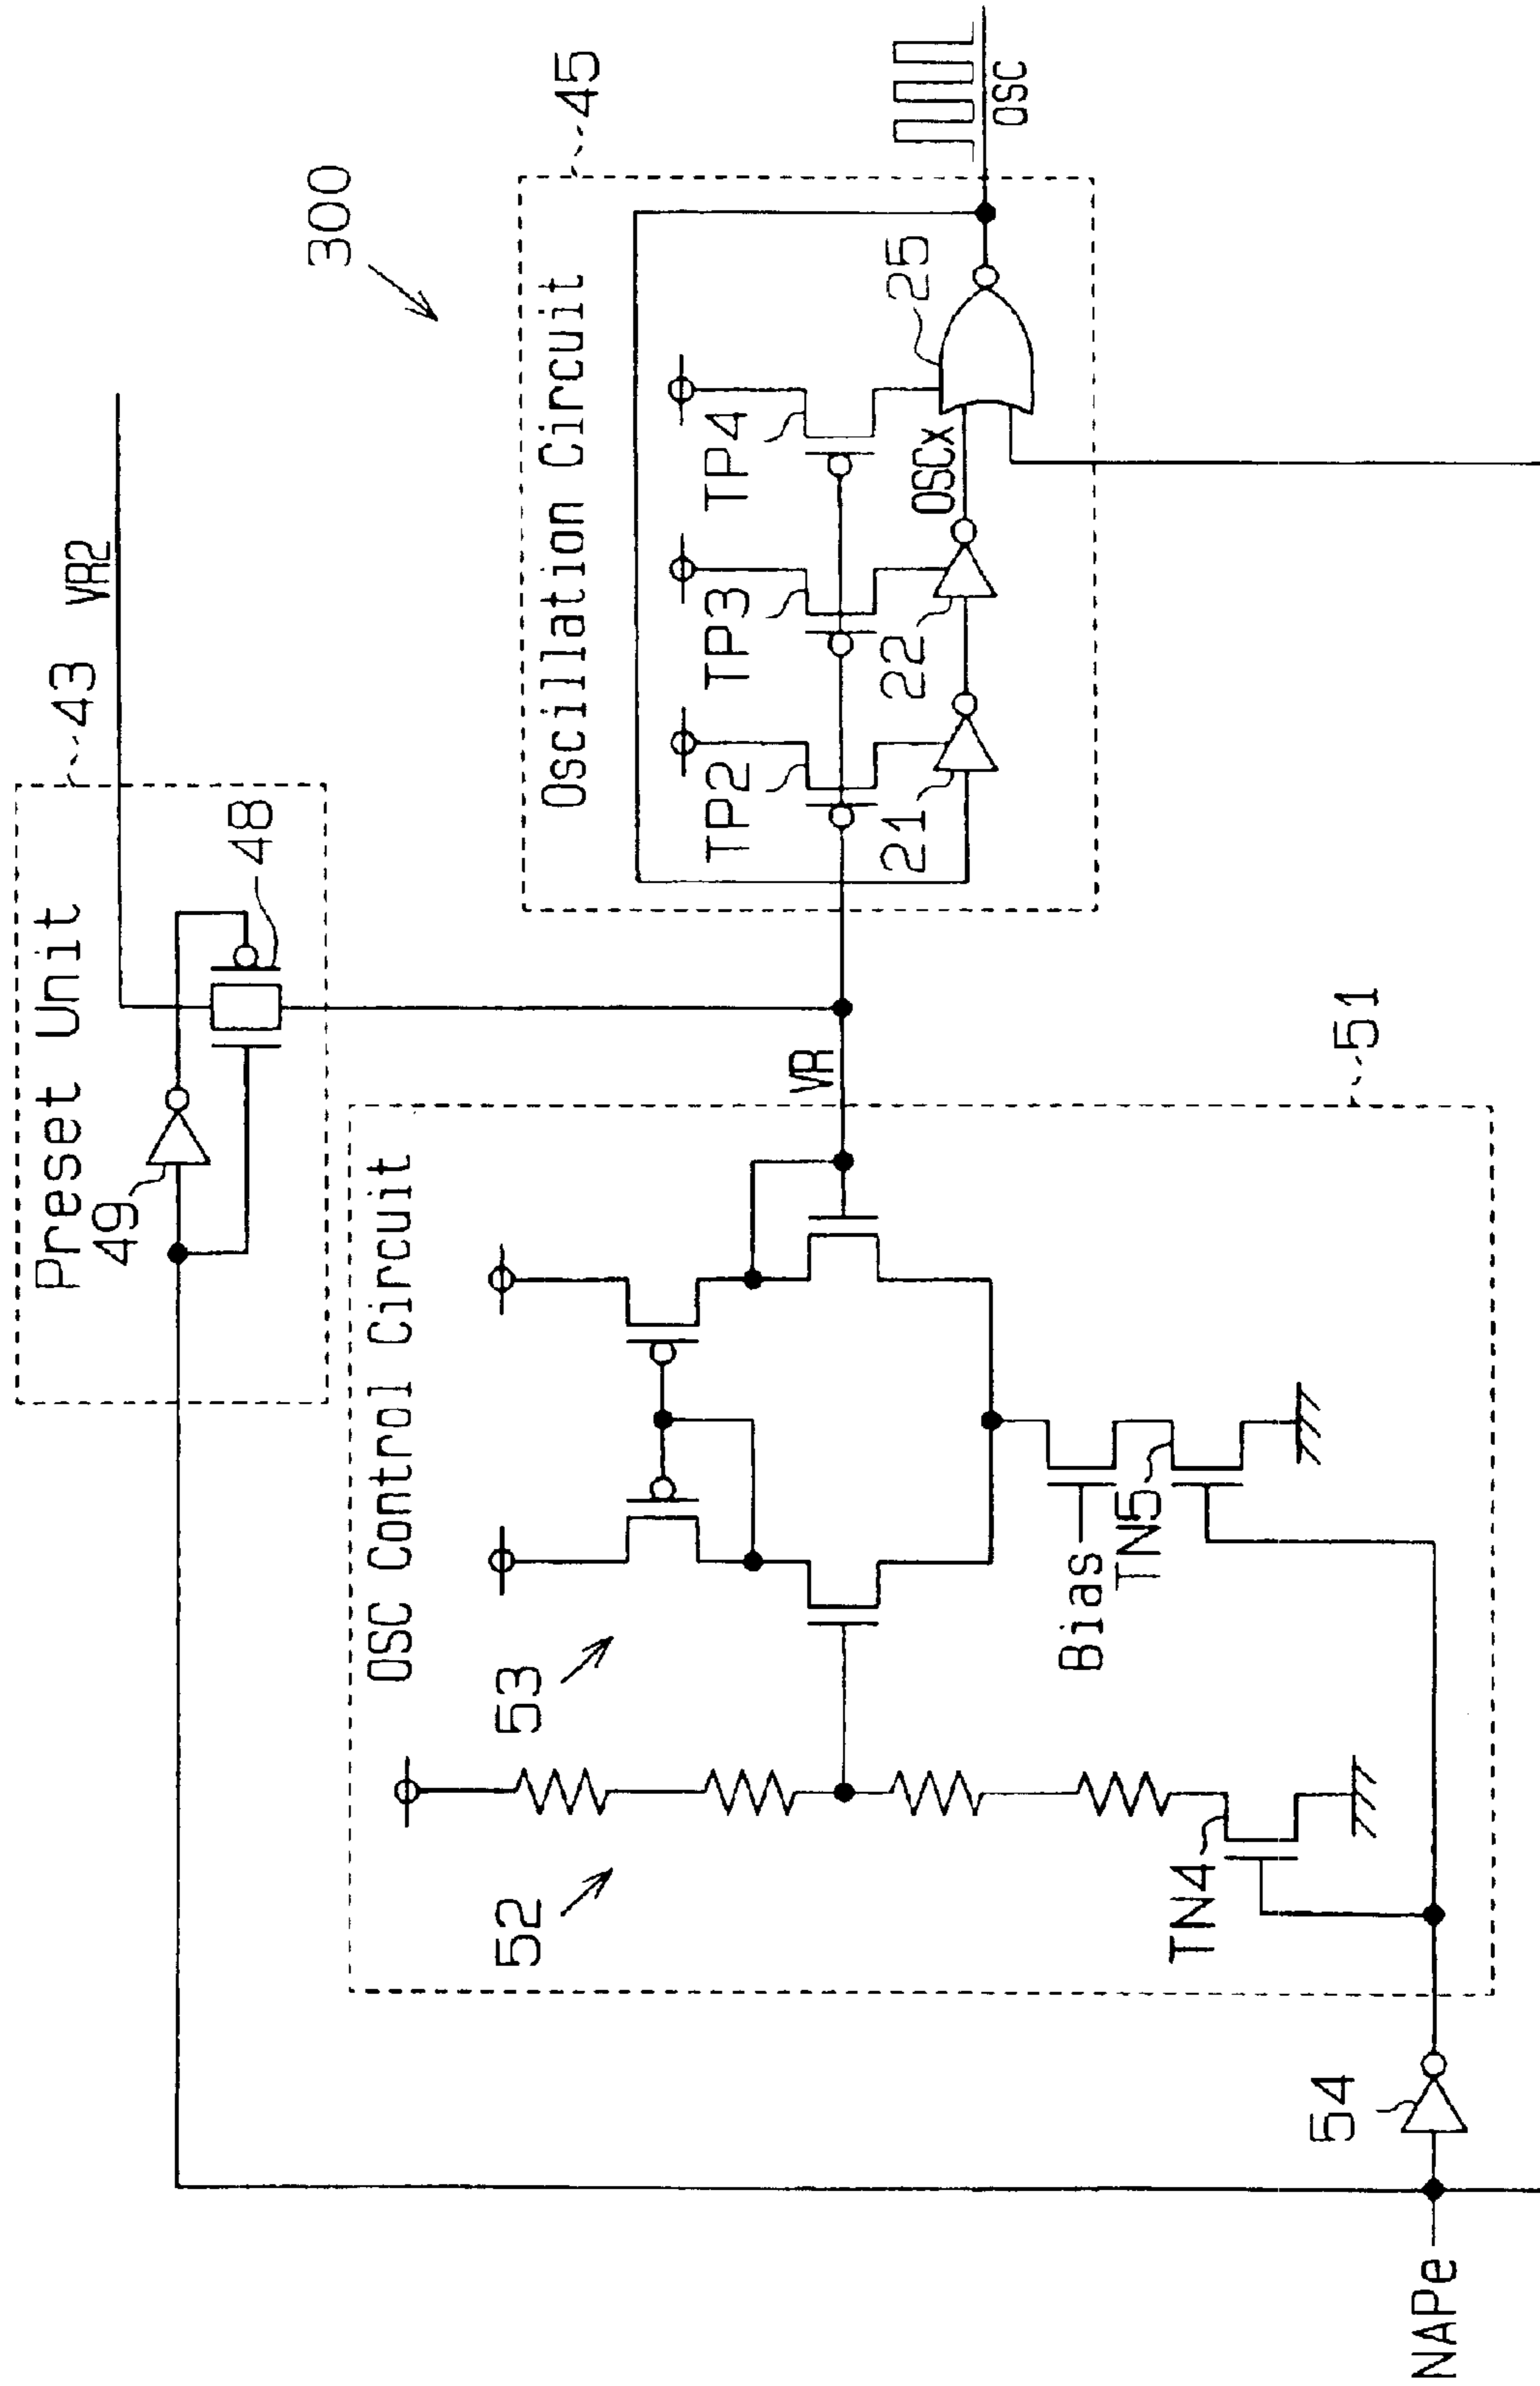 300
Preset Unit
43
VR2
49
48
OSC Control Circuit
51
52
53
VR
Bias
TN5
TN4
54
NAPe
Oscillation Circuit
45
TP2
TP3
TP4
21
22
25
OSCx
OSC